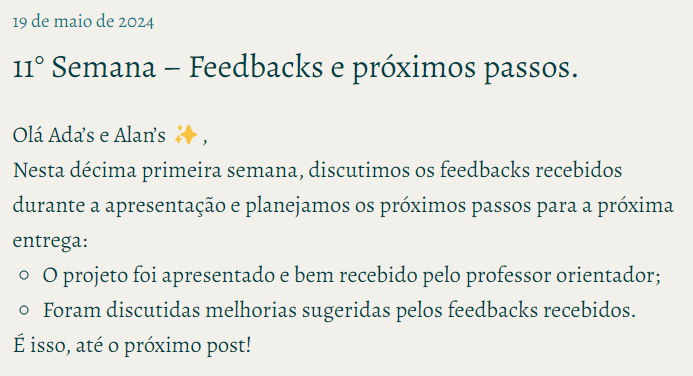 19 de maio de 2024
11° Semana – Feedbacks e próximos passos.
Olá Ada’s e Alan’s ✨ ,
Nesta décima primeira semana, discutimos os feedbacks recebidos
durante a apresentação e planejamos os próximos passos para a próxima
entrega:
○ O projeto foi apresentado e bem recebido pelo professor orientador;
○ Foram discutidas melhorias sugeridas pelos feedbacks recebidos.
É isso, até o próximo post!